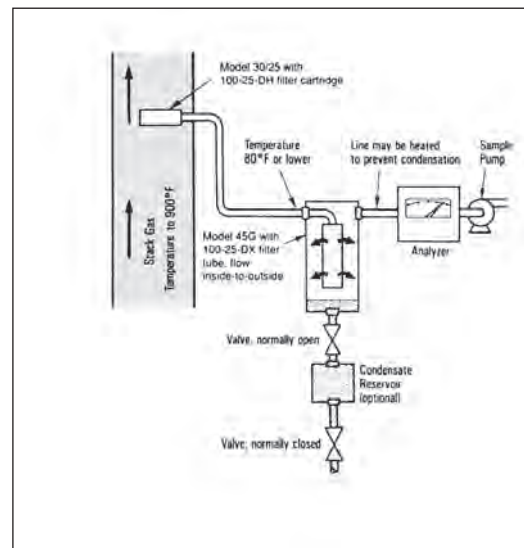 Model 30/25 with
100-25-DH filter cartridge
Stack Gas
Temperature to 900°F
Temperature
80°F or lower
Line may be heated
to prevent condensation
Sample
Pump
Analyzer
Model 45G with
100-25-DX filter
tube, flow
inside-to-outside
Valve, normally open
Condensate
Reservoir
(optional)
Valve, normally closed